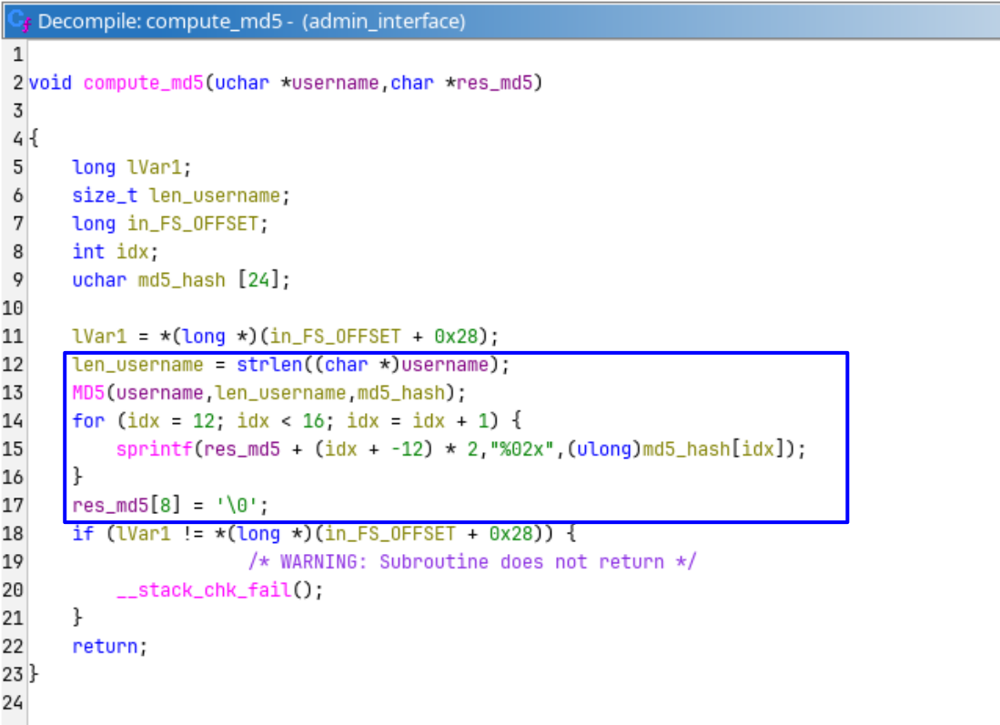 Decompile: compute_md5 - (admin_interface)
1
2 void compute_md5(uchar *username,char *res_md5)
3
4 {
5     long lVar1;
6     size_t len_username;
7     long in_FS_OFFSET;
8     int idx;
9     uchar md5_hash [24];
10
11     lVar1 = *(long *)(in_FS_OFFSET + 0x28);
12     len_username = strlen((char *)username);
13     MD5(username,len_username,md5_hash);
14     for (idx = 12; idx < 16; idx = idx + 1) {
15         sprintf(res_md5 + (idx + -12) * 2,"%02x",(ulong)md5_hash[idx]);
16     }
17     res_md5[8] = '\0';
18     if (lVar1 != *(long *)(in_FS_OFFSET + 0x28)) {
19                     /* WARNING: Subroutine does not return */
20         __stack_chk_fail();
21     }
22     return;
23 }
24